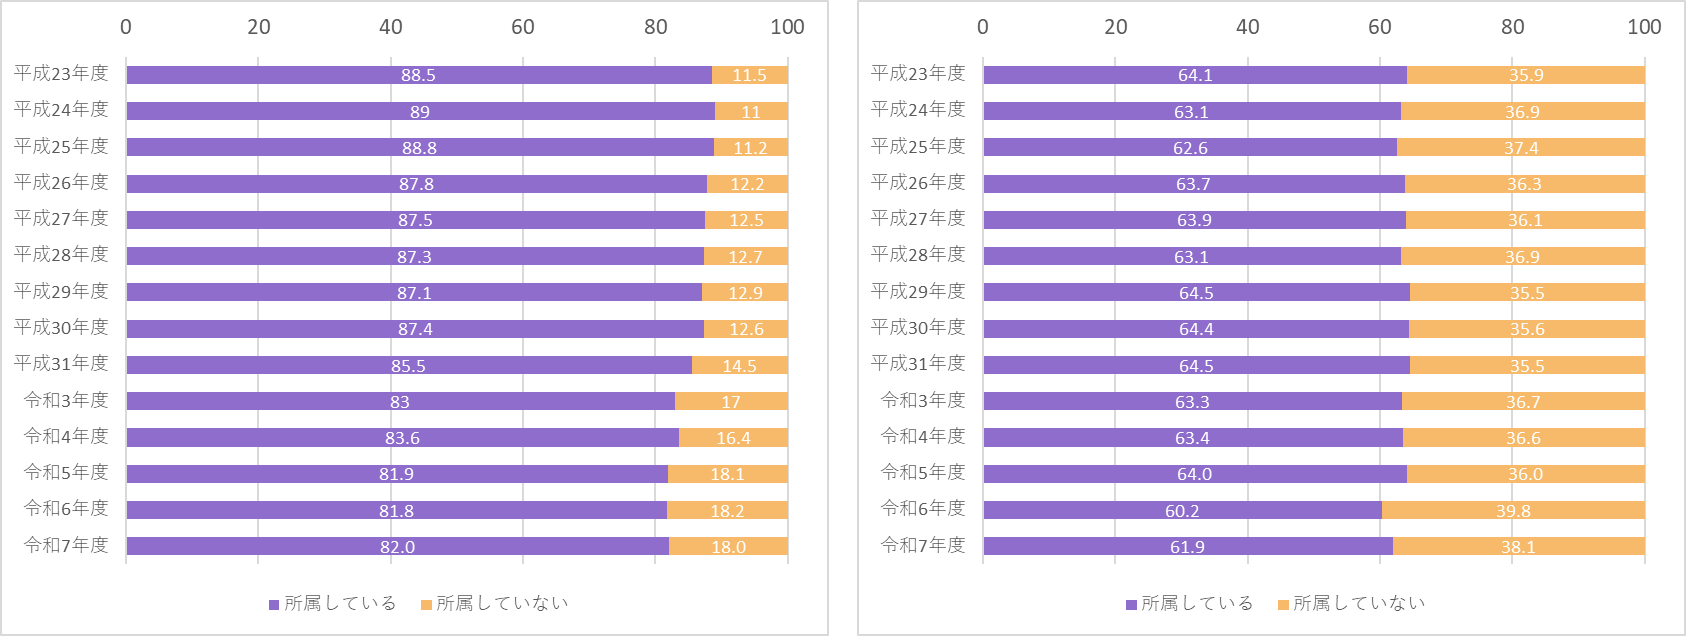 0 20 40 60 80 100
平成23年度 88.5 11.5
平成24年度 89 11
平成25年度 88.8 11.2
平成26年度 87.8 12.2
平成27年度 87.5 12.5
平成28年度 87.3 12.7
平成29年度 87.1 12.9
平成30年度 87.4 12.6
平成31年度 85.5 14.5
令和3年度 83 17
令和4年度 83.6 16.4
令和5年度 81.9 18.1
令和6年度 81.8 18.2
令和7年度 82.0 18.0
所属している 所属していない
0 20 40 60 80 100
平成23年度 64.1 35.9
平成24年度 63.1 36.9
平成25年度 62.6 37.4
平成26年度 63.7 36.3
平成27年度 63.9 36.1
平成28年度 63.1 36.9
平成29年度 64.5 35.5
平成30年度 64.4 35.6
平成31年度 64.5 35.5
令和3年度 63.3 36.7
令和4年度 63.4 36.6
令和5年度 64.0 36.0
令和6年度 60.2 39.8
令和7年度 61.9 38.1
所属している 所属していない